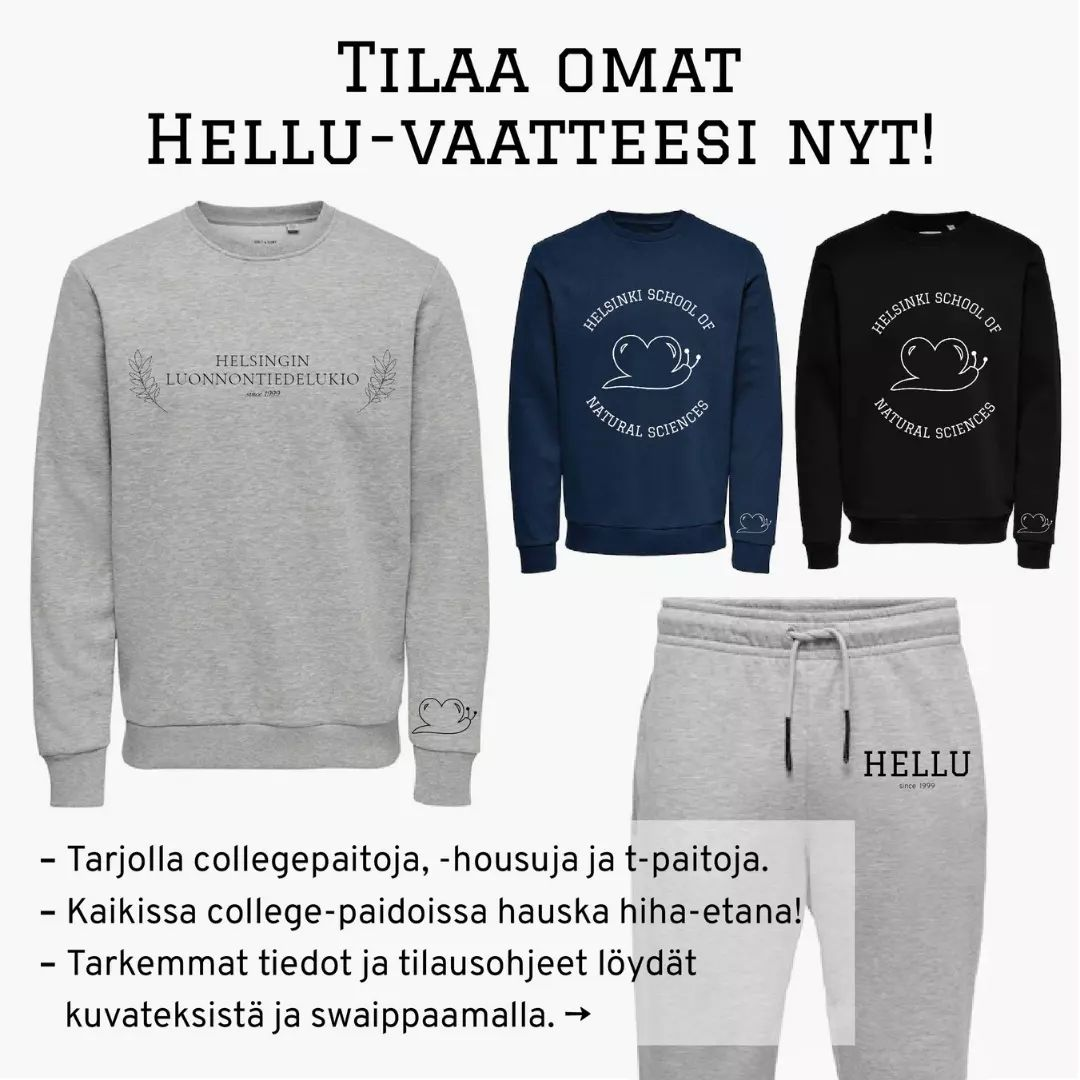 Tilaa omat
Hellu-vaatteesi nyt!
HELSINGIN
LUONNONTIEDELUKIO
since 1999
HELSINKI SCHOOL OF
NATURAL SCIENCES
HELSINKI SCHOOL OF
NATURAL SCIENCES
HELLU
since 1999
– Tarjolla collegepaitoja, -housuja ja t-paitoja.
– Kaikissa college-paidoissa hauska hiha-etana!
– Tarkemmat tiedot ja tilausohjeet löydät
kuvateksistä ja swaippaamalla. →